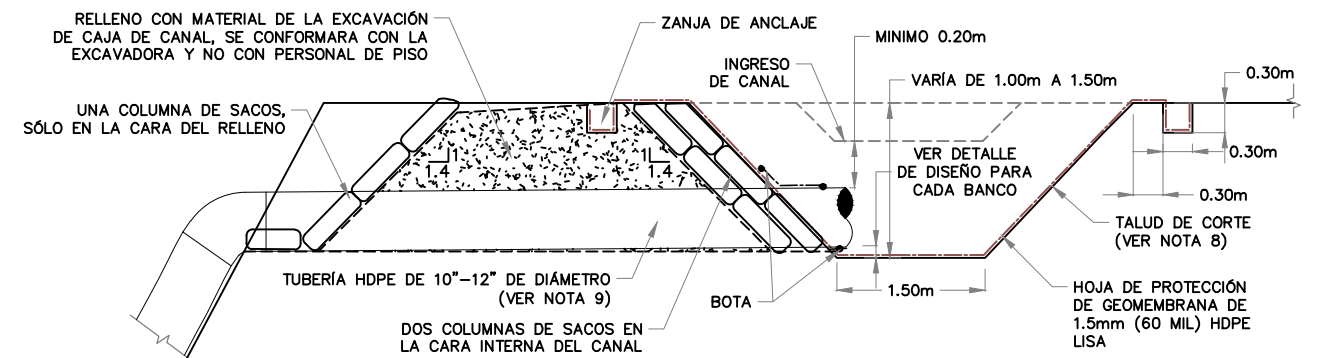 RELLENO CON MATERIAL DE LA EXCAVACIÓN
DE CAJA DE CANAL, SE CONFORMARA CON LA
EXCAVADORA Y NO CON PERSONAL DE PISO
ZANJA DE ANCLAJE
MINIMO 0.20m
INGRESO
DE CANAL
VARÍA DE 1.00m A 1.50m
0.30m
UNA COLUMNA DE SACOS,
SÓLO EN LA CARA DEL RELLENO
1
1.4
1
1.4
VER DETALLE
DE DISEÑO PARA
CADA BANCO
0.30m
0.30m
TALUD DE CORTE
(VER NOTA 8)
TUBERÍA HDPE DE 10”-12” DE DIÁMETRO
(VER NOTA 9)
BOTA
1.50m
HOJA DE PROTECCIÓN
DE GEOMEMBRANA DE
1.5mm (60 MIL) HDPE
LISA
DOS COLUMNAS DE SACOS EN
LA CARA INTERNA DEL CANAL